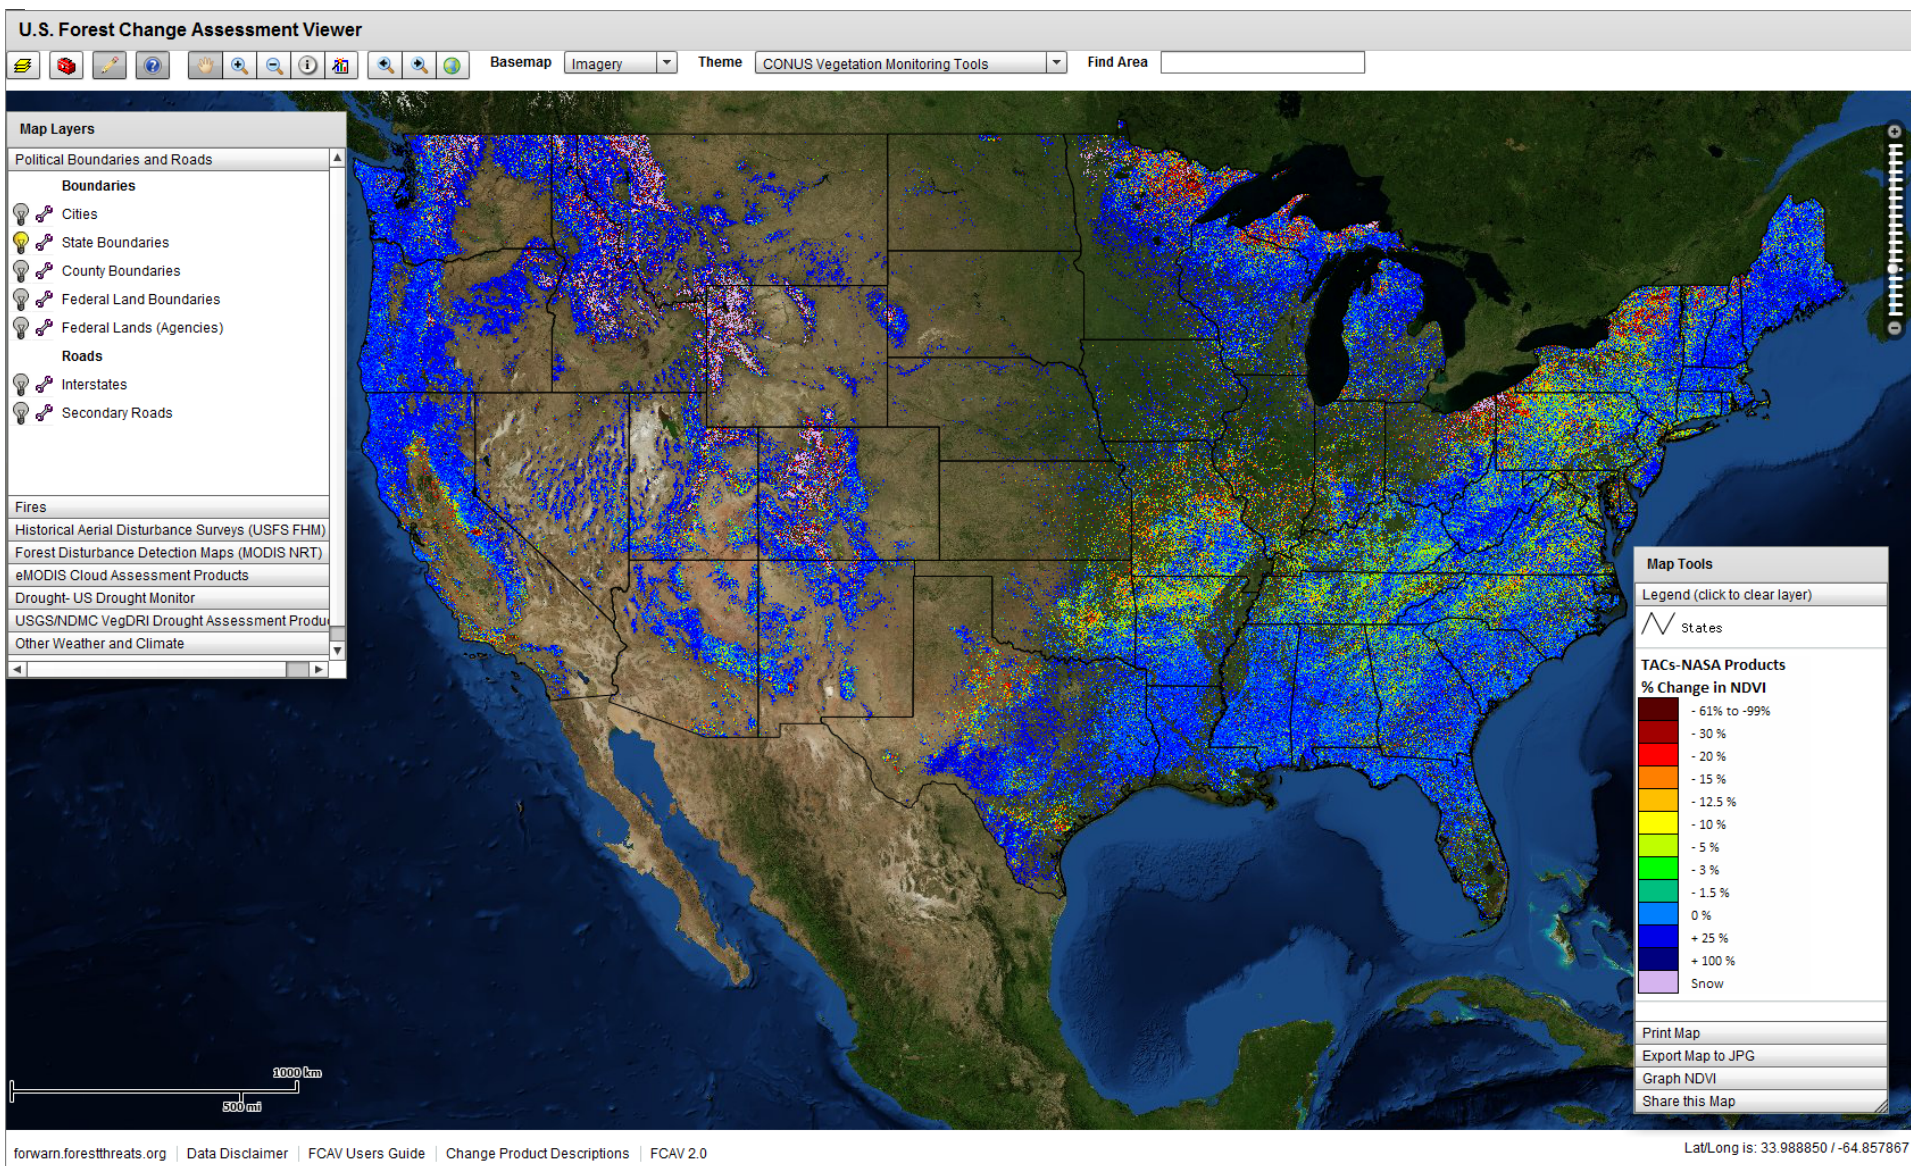 U.S. Forest Change Assessment Viewer
Basemap Imagery Theme CONUS Vegetation Monitoring Tools Find Area
Map Layers
Political Boundaries and Roads
Boundaries
Cities
State Boundaries
County Boundaries
Federal Land Boundaries
Federal Lands (Agencies)
Roads
Interstates
Secondary Roads
Fires
Historical Aerial Disturbance Surveys (USFS FHM)
Forest Disturbance Detection Maps (MODIS NRT)
eMODIS Cloud Assessment Products
Drought- US Drought Monitor
USGS/NDMC VegDRI Drought Assessment Produ
Other Weather and Climate
Map Tools
Legend (click to clear layer)
States
TACs-NASA Products
% Change in NDVI
- 61% to -99%
- 30 %
- 20 %
- 15 %
- 12.5 %
- 10 %
- 5 %
- 3 %
- 1.5 %
0 %
+ 25 %
+ 100 %
Snow
Print Map
Export Map to JPG
Graph NDVI
Share this Map
1000 km
500 mi
forwarn.forestthreats.org Data Disclaimer FCAV Users Guide Change Product Descriptions FCAV 2.0
Lat/Long is: 33.988850 / -64.857867